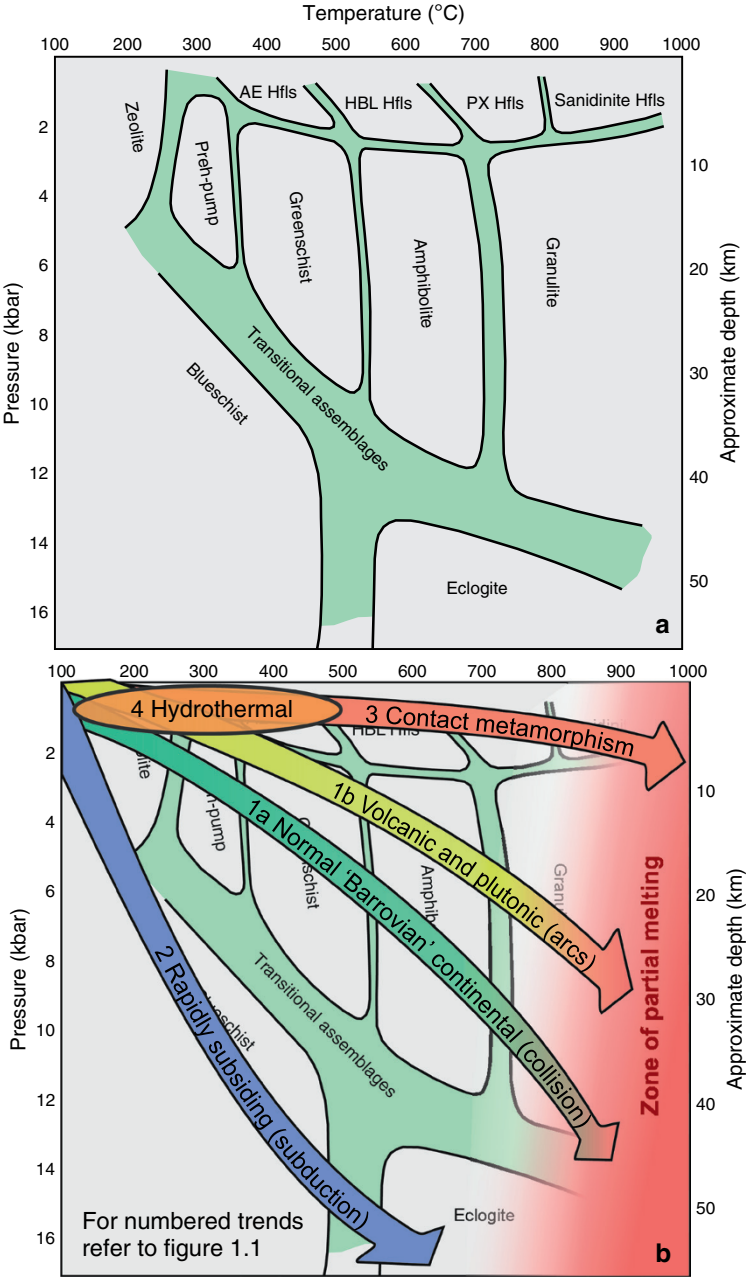 Temperature (°C)
100 200 300 400 500 600 700 800 900 1000
Pressure (kbar)
2
4
6
8
10
12
14
16
Approximate depth (km)
10
20
30
40
50
AE Hfls
HBL Hfls
PX Hfls
Sanidinite Hfls
Zeolite
Preh-pump
Greenschist
Amphibolite
Granulite
Transitional assemblages
Blueschist
Eclogite
a
100 200 300 400 500 600 700 800 900 1000
Pressure (kbar)
2
4
6
8
10
12
14
16
Approximate depth (km)
10
20
30
40
50
4 Hydrothermal
3 Contact metamorphism
HBL Hfls
1b Volcanic and plutonic (arcs)
1a Normal ‘Barrovian’ continental (collision)
2 Rapidly subsiding (subduction)
Amphib
Granu
Transitional assemblages
Zone of partial melting
Eclogite
For numbered trends
refer to figure 1.1
b